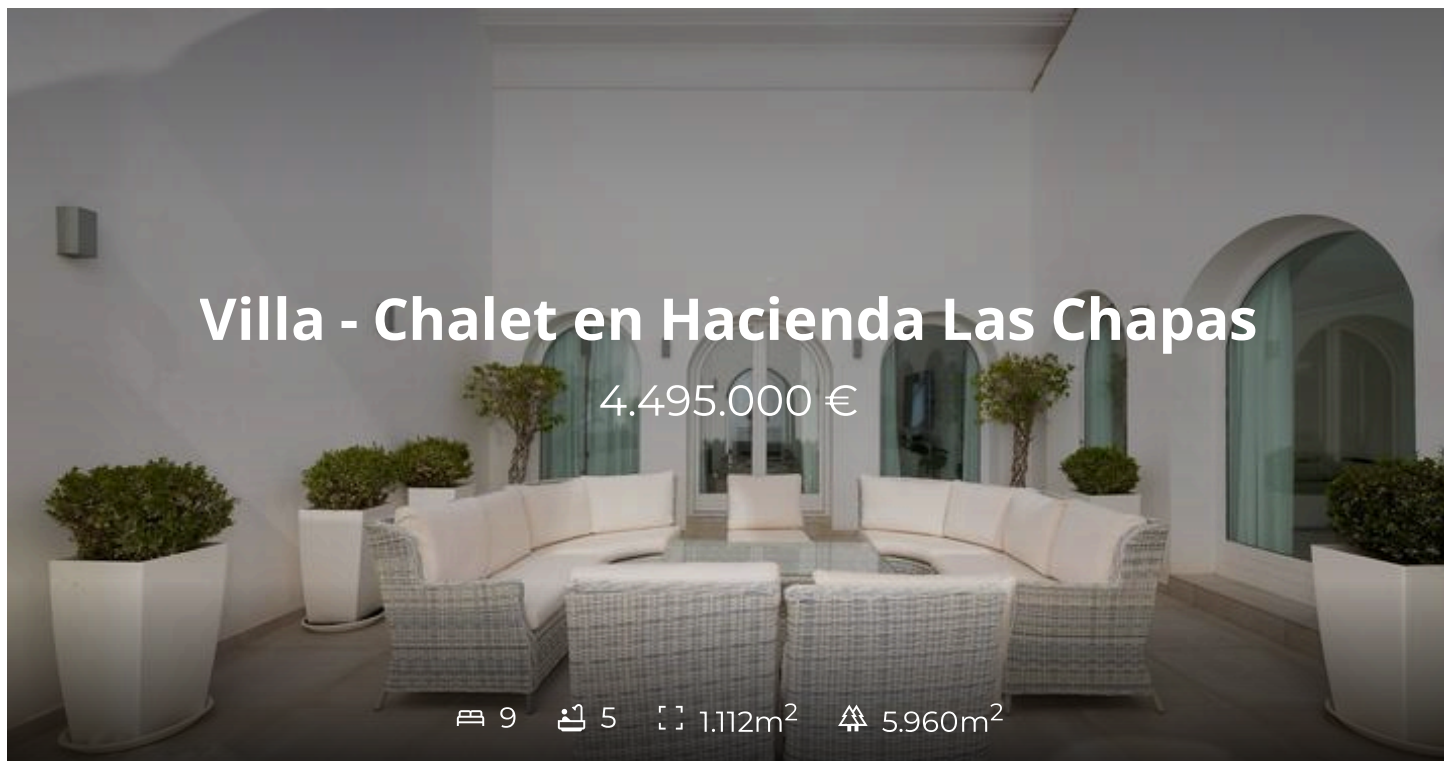 Villa - Chalet en Hacienda Las Chapas
4.495.000 €
9 5 1.112m² 5.960m²